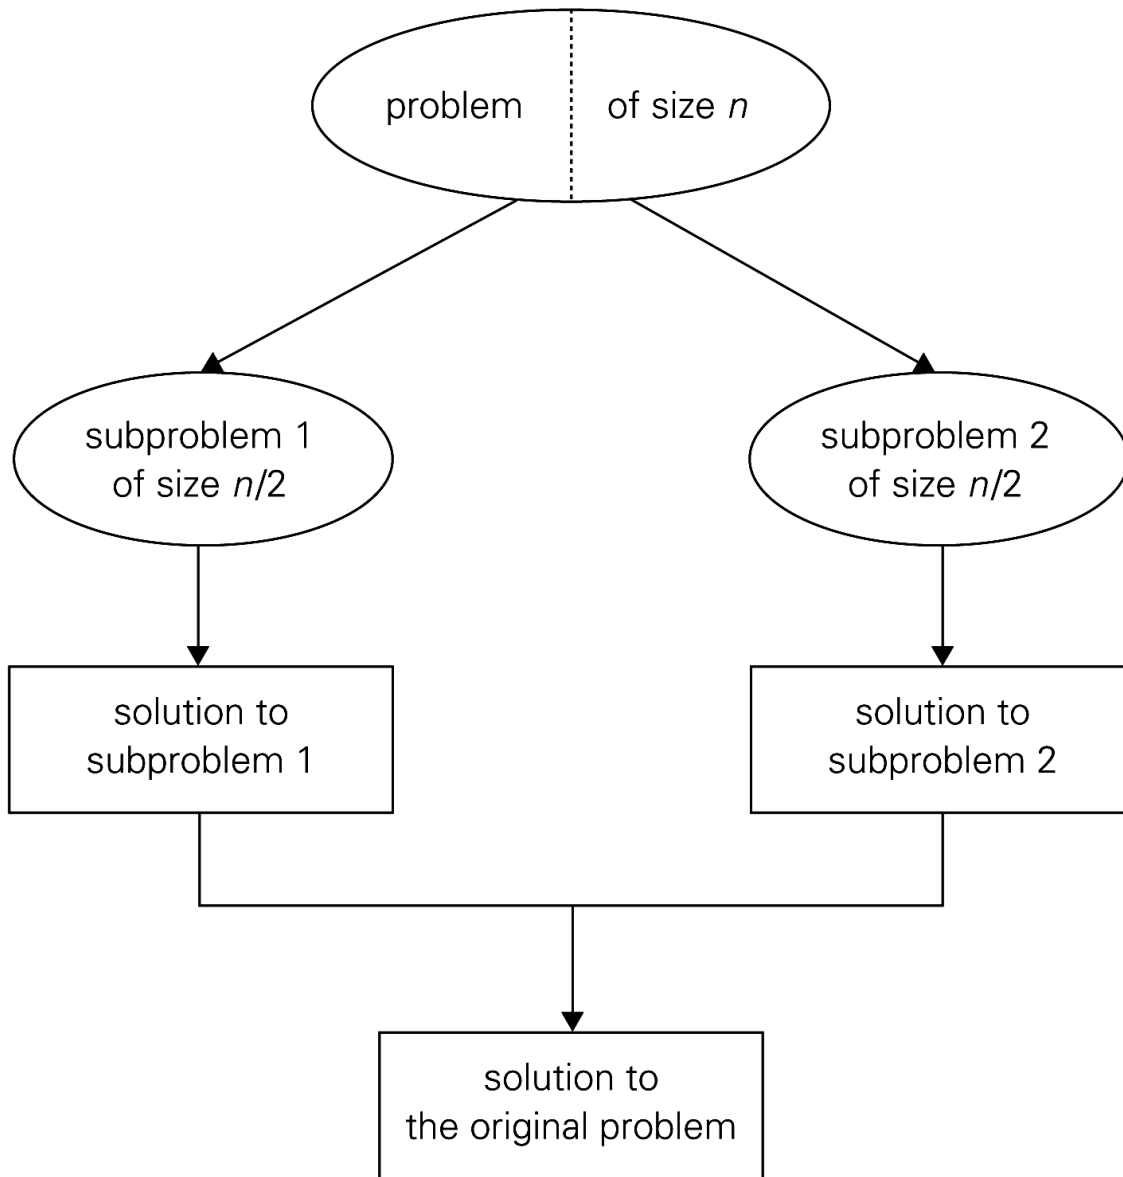 problem of size n
subproblem 1
of size n/2
subproblem 2
of size n/2
solution to
subproblem 1
solution to
subproblem 2
solution to
the original problem